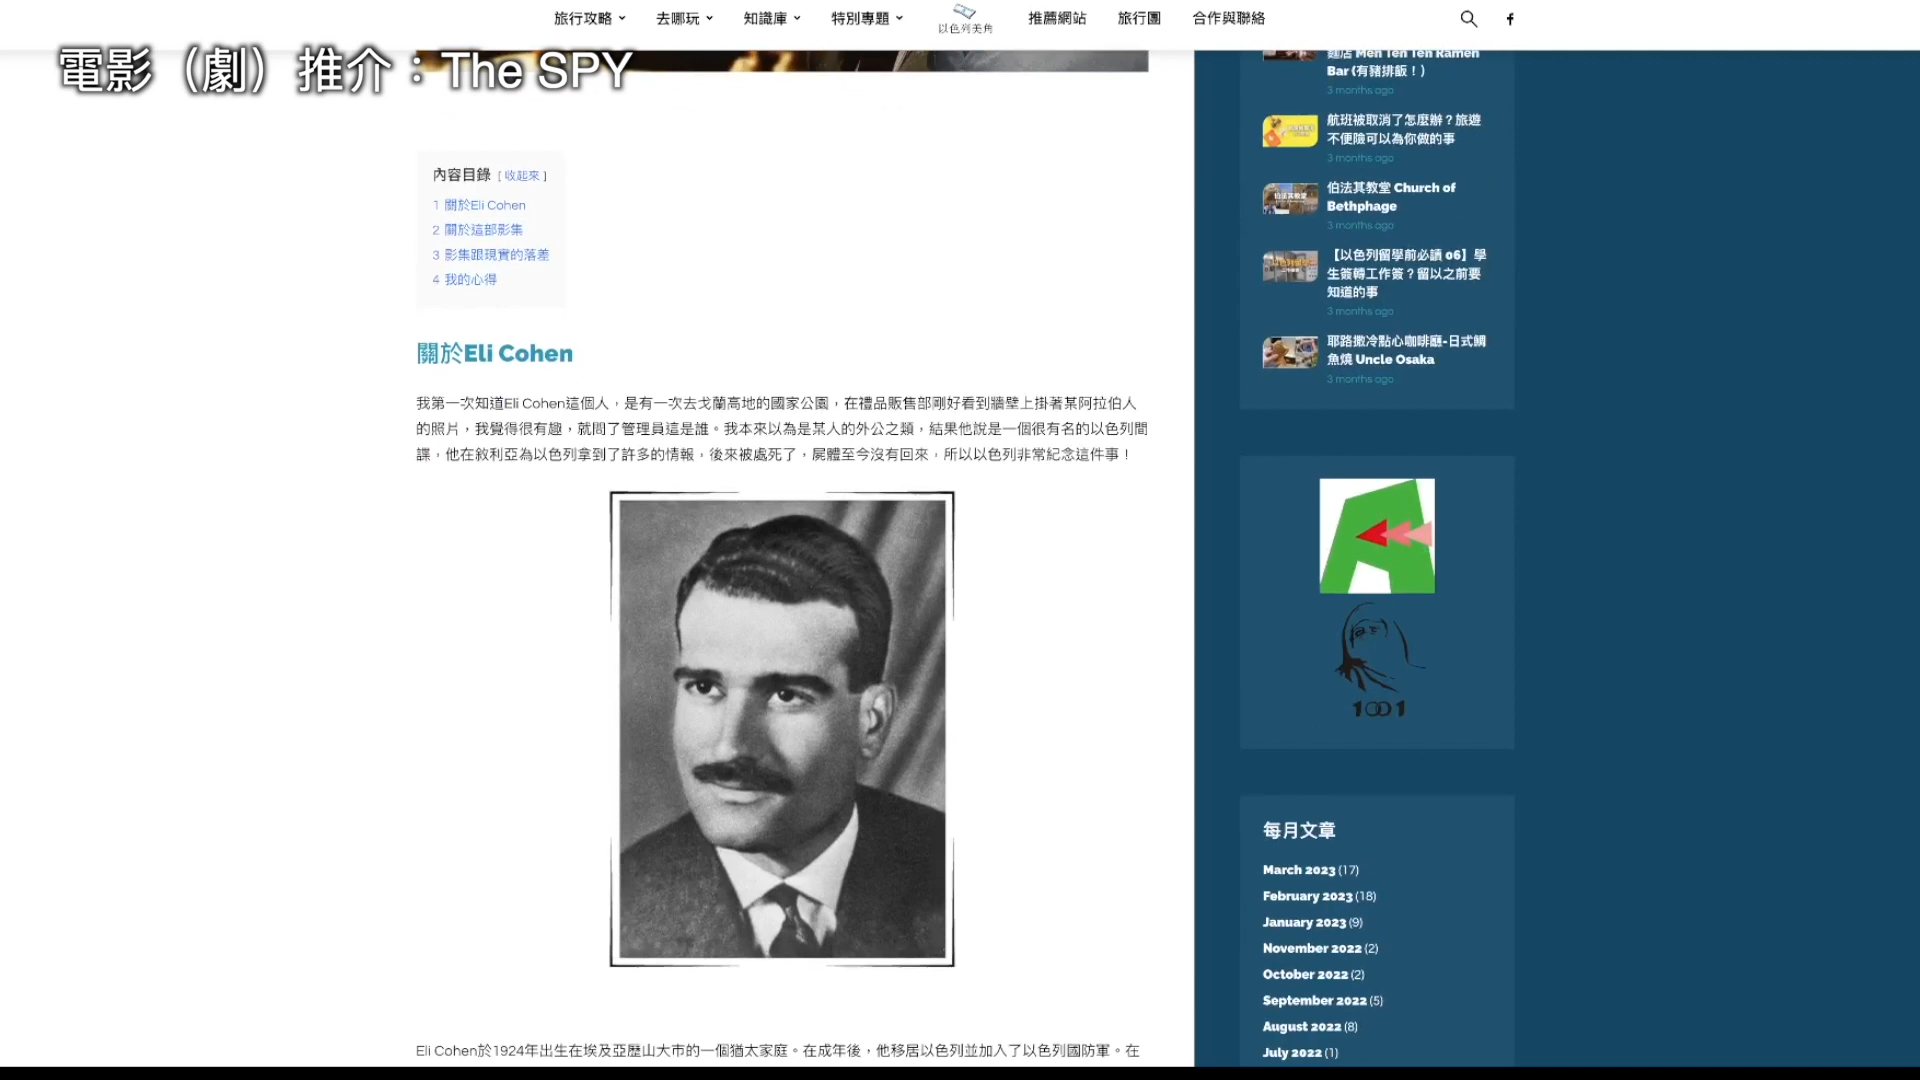 旅行攻略
去哪玩
知識庫
特別專題
以色列美角
推薦網站
旅行團
合作與聯絡
電影（劇）推介：The SPY
內容目錄 [ 收起來 ]
1 關於Eli Cohen
2 關於這部影集
3 影集跟現實的落差
4 我的心得
關於Eli Cohen
我第一次知道Eli Cohen這個人，是有一次去戈蘭高地的國家公園，在禮品販售部剛好看到牆壁上掛著某阿拉伯人
的照片，我覺得很有趣，就問了管理員這是誰。我本來以為是某人的外公之類，結果他說是一個很有名的以色列間
諜，他在敘利亞為以色列拿到了許多的情報，後來被處死了，屍體至今沒有回來，所以以色列非常紀念這件事！
Eli Cohen於1924年出生在埃及亞歷山大市的一個猶太家庭。在成年後，他移居以色列並加入了以色列國防軍。在
麵店 Men Ten Ten Ramen
Bar (有豬排飯！)
3 months ago
航班被取消了怎麼辦？旅遊
不便險可以為你做的事
3 months ago
伯法其教堂 Church of
Bethphage
3 months ago
【以色列留學前必讀 06】學
生簽轉工作簽？留以之前要
知道的事
3 months ago
耶路撒冷點心咖啡廳-日式鯛
魚燒 Uncle Osaka
3 months ago
1001
每月文章
March 2023 (17)
February 2023 (18)
January 2023 (9)
November 2022 (2)
October 2022 (2)
September 2022 (5)
August 2022 (8)
July 2022 (1)